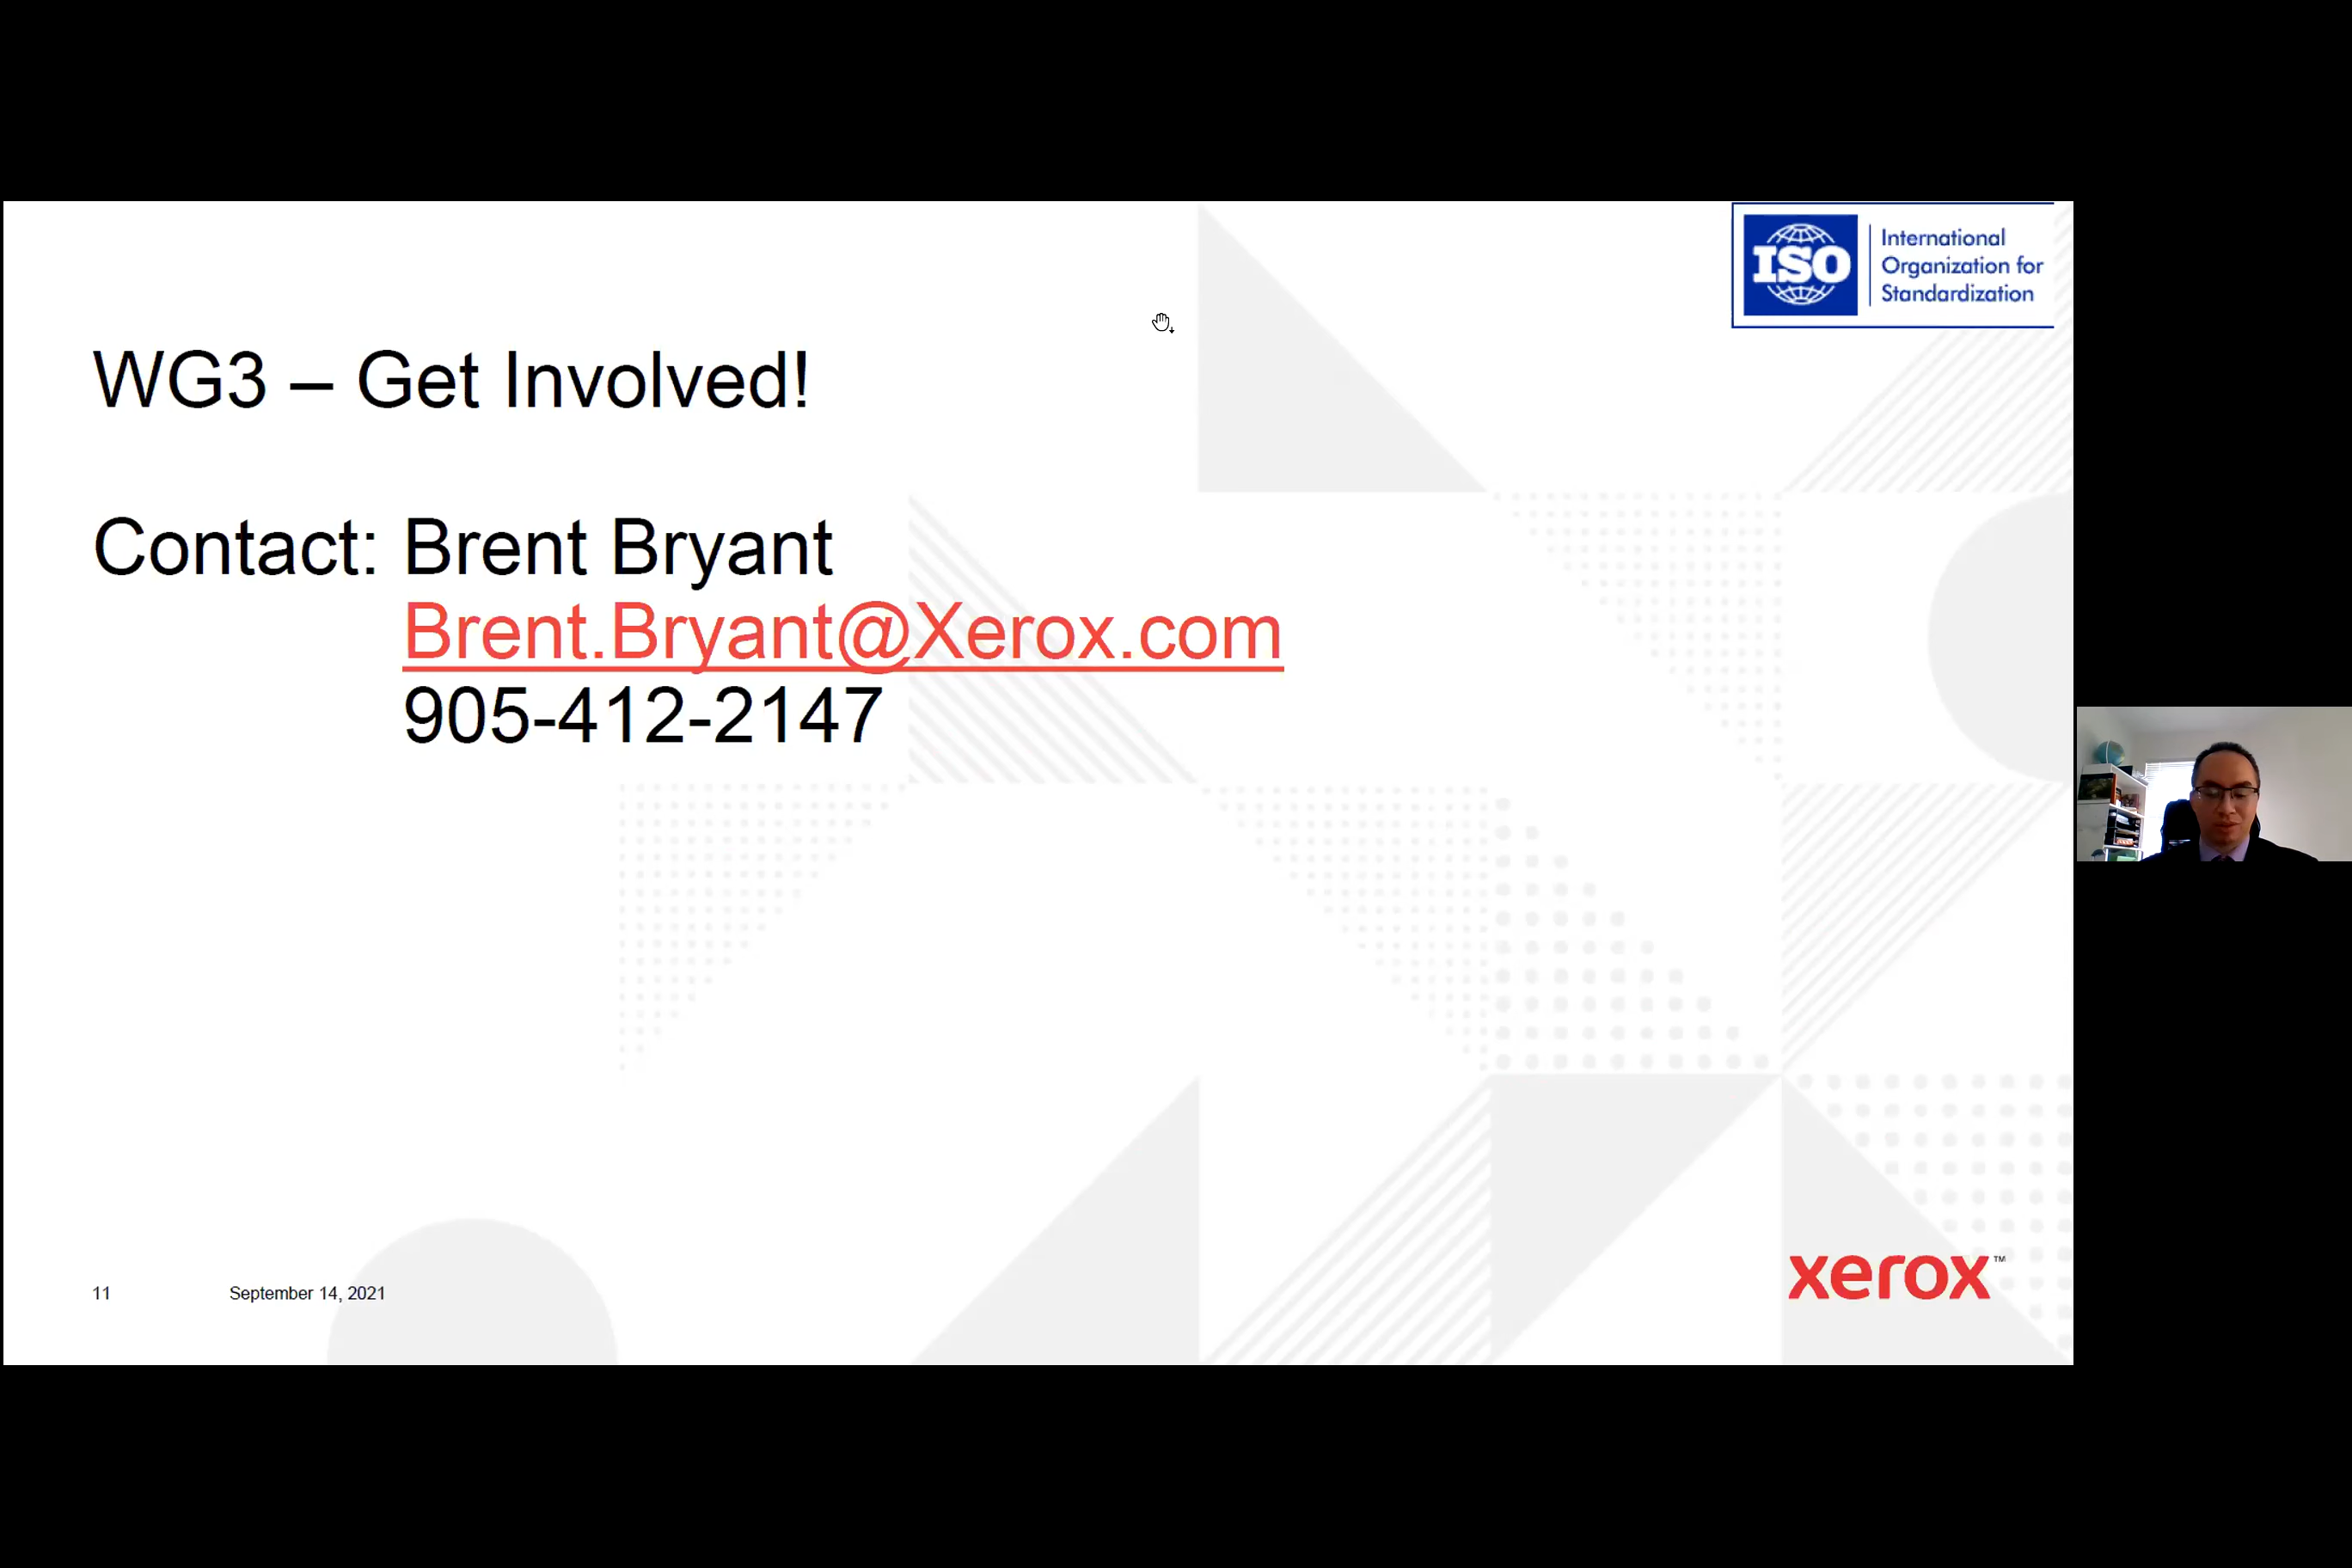 ISO
International
Organization for
Standardization
WG3 – Get Involved!
Contact: Brent Bryant
Brent.Bryant@Xerox.com
905-412-2147
11
September 14, 2021
xerox™